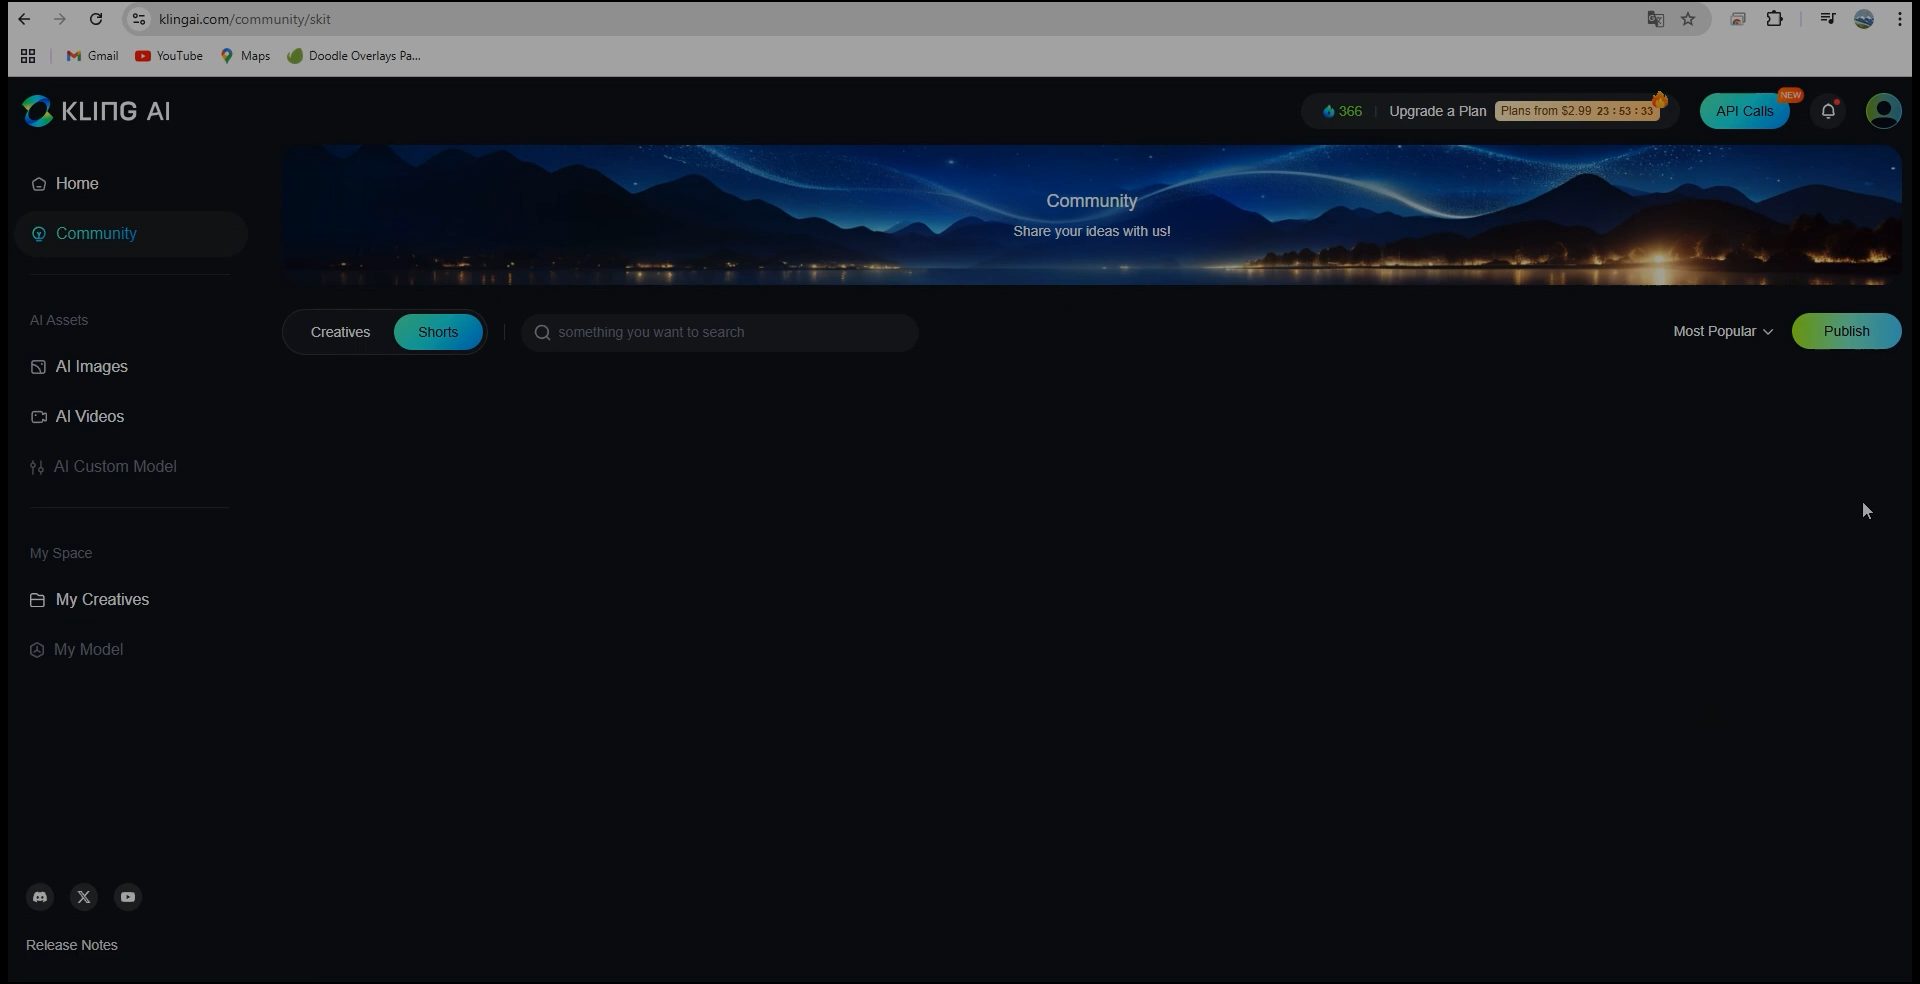 klingai.com/community/skit
Gmail
YouTube
Maps
Doodle Overlays Pa...
KLING AI
366
Upgrade a Plan
Plans from $2.99 23 : 53 : 33
API Calls
NEW
Home
Community
Community
Share your ideas with us!
AI Assets
Creatives
Shorts
something you want to search
Most Popular
Publish
AI Images
AI Videos
AI Custom Model
My Space
My Creatives
My Model
Release Notes